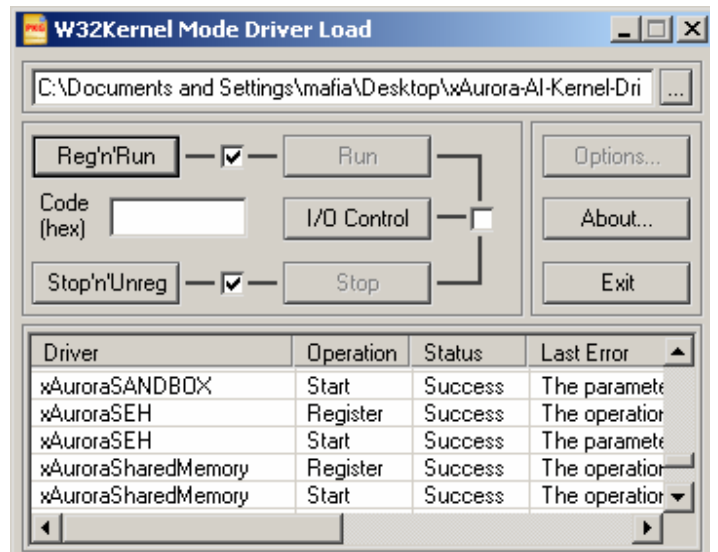 W32Kernel Mode Driver Load
C:\Documents and Settings\mafia\Desktop\xAurora-AI-Kernel-Dri ...
Reg'n'Run Run Options...
Code
(hex) I/O Control About...
Stop'n'Unreg Stop Exit
Driver Operation Status Last Error
xAuroraSANDBOX Start Success The paramete
xAuroraSEH Register Success The operation
xAuroraSEH Start Success The paramete
xAuroraSharedMemory Register Success The operation
xAuroraSharedMemory Start Success The operation